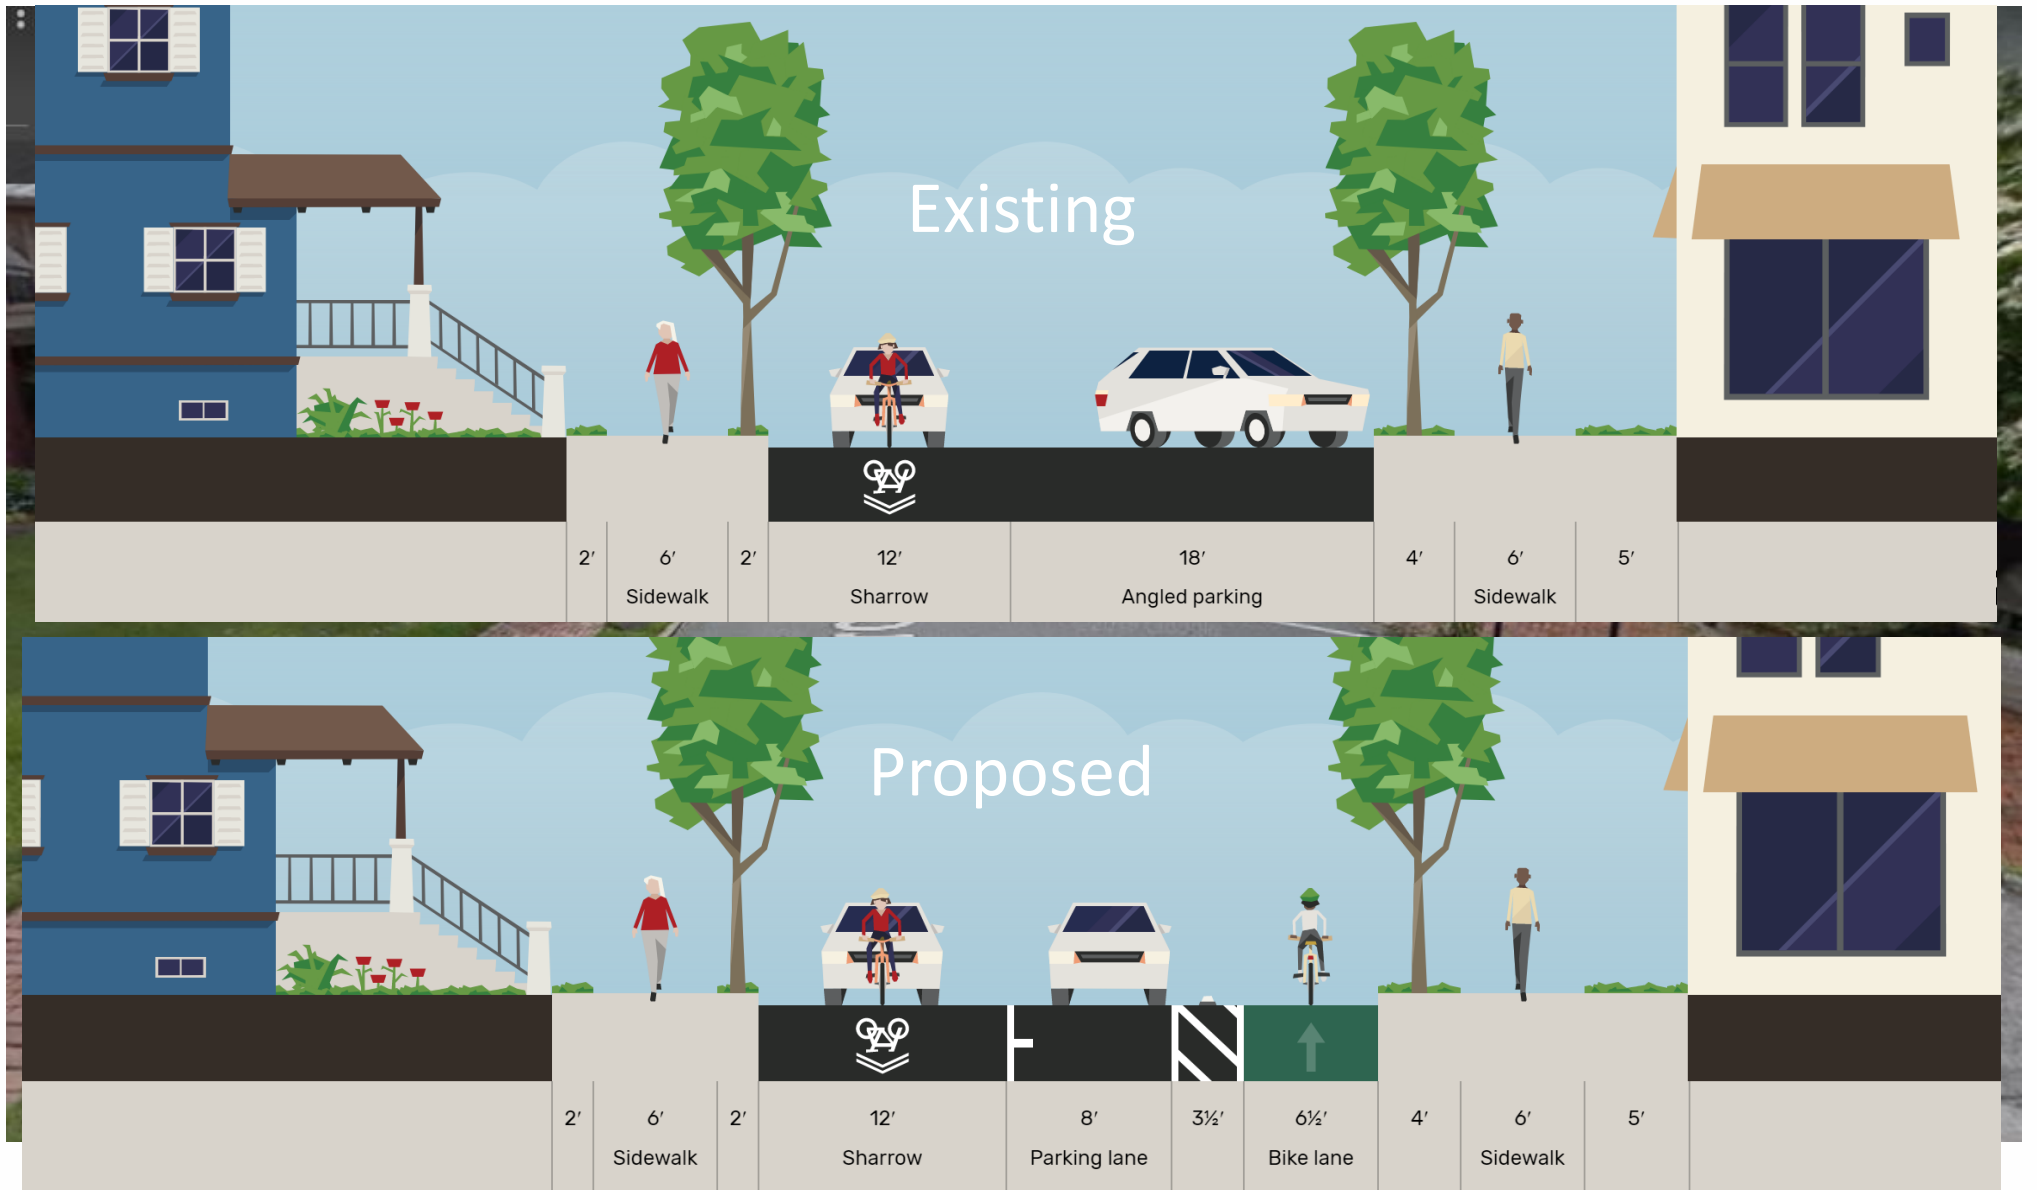 Existing
2′ 6′ 2′ 12′ 18′ 4′ 6′ 5′
Sidewalk Sharrow Angled parking Sidewalk
Proposed
2′ 6′ 2′ 12′ 8′ 3½′ 6½′ 4′ 6′ 5′
Sidewalk Sharrow Parking lane Bike lane Sidewalk